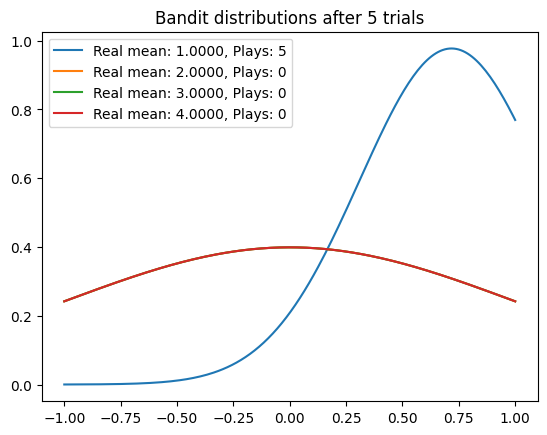 Bandit distributions after 5 trials
Real mean: 1.0000, Plays: 5
Real mean: 2.0000, Plays: 0
Real mean: 3.0000, Plays: 0
Real mean: 4.0000, Plays: 0
1.0
0.8
0.6
0.4
0.2
0.0
−1.00 −0.75 −0.50 −0.25 0.00 0.25 0.50 0.75 1.00